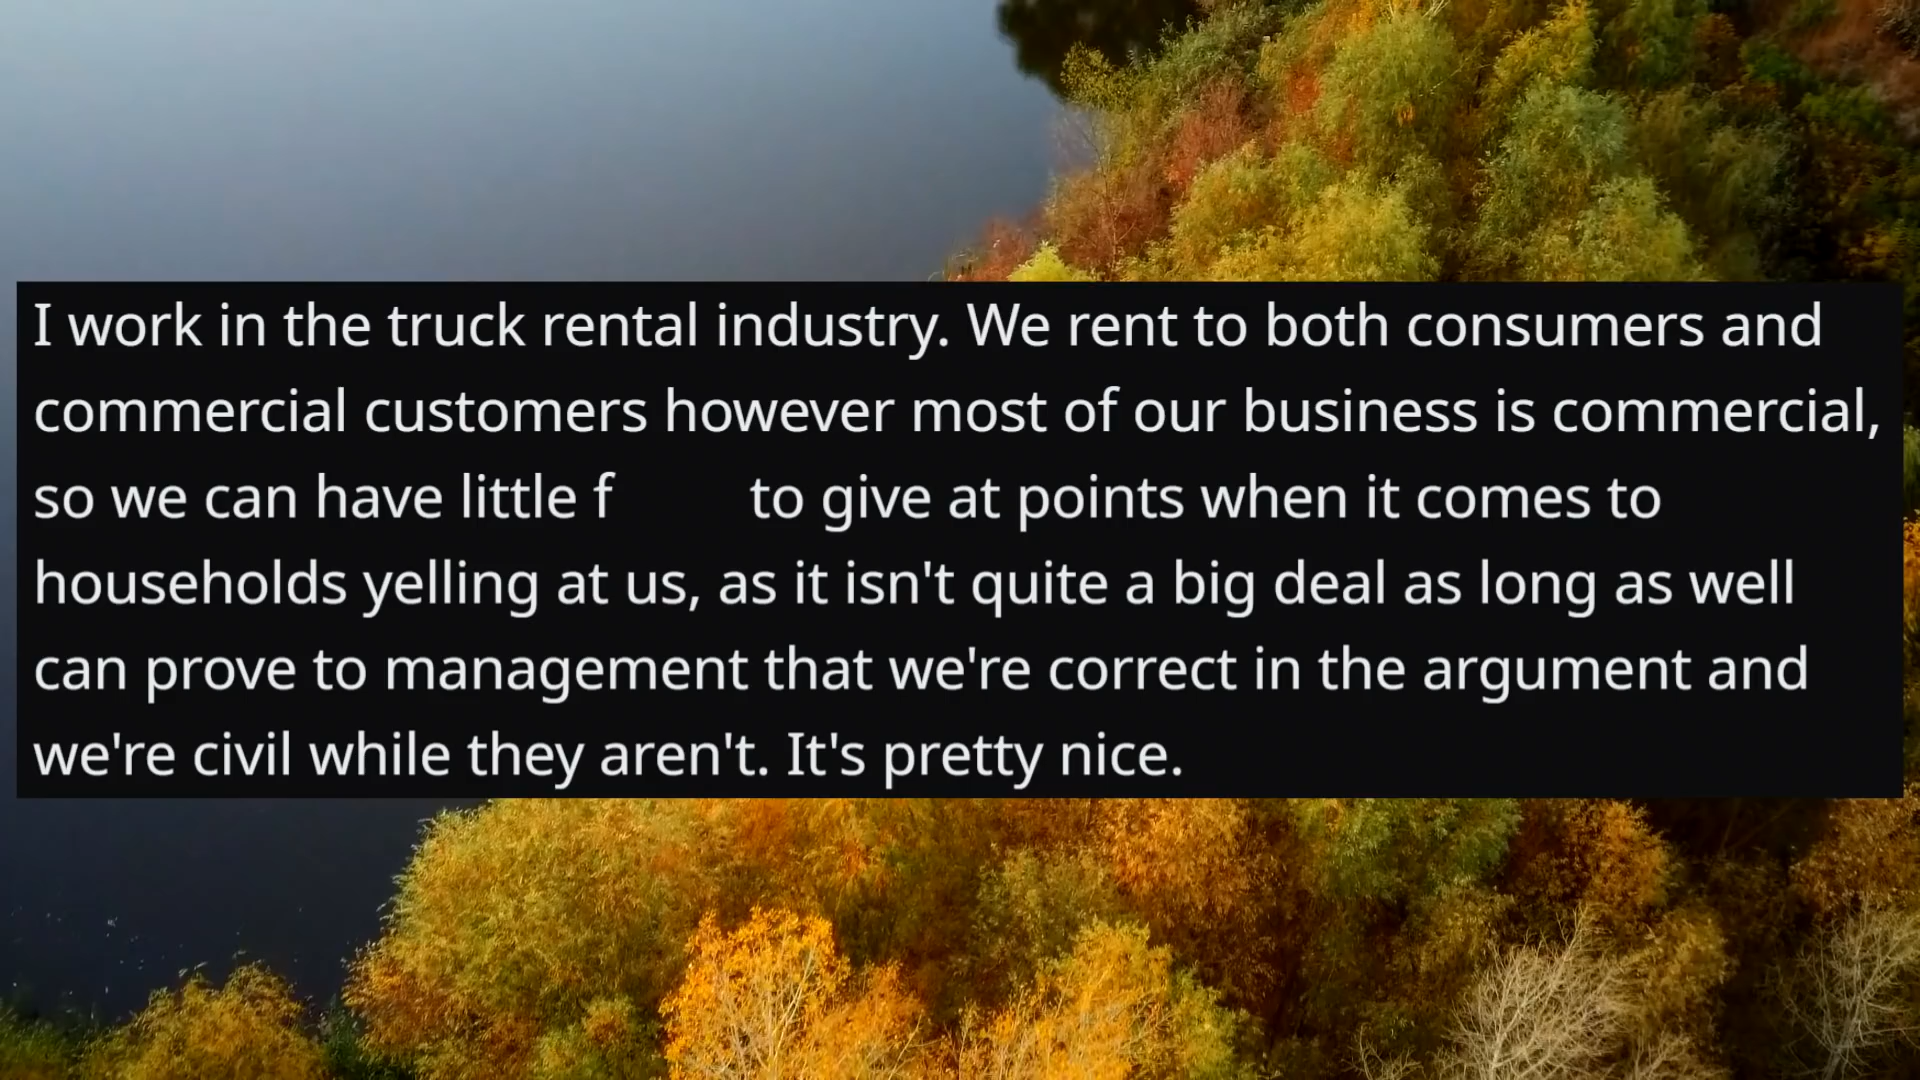 I work in the truck rental industry. We rent to both consumers and
commercial customers however most of our business is commercial,
so we can have little f to give at points when it comes to
households yelling at us, as it isn't quite a big deal as long as well
can prove to management that we're correct in the argument and
we're civil while they aren't. It's pretty nice.